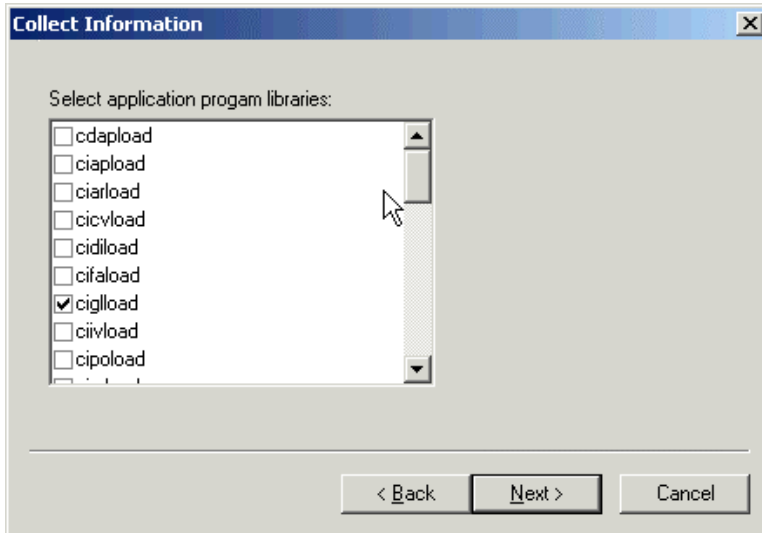 Collect Information
Select application progam libraries:
cdapload
ciapload
ciarload
cicvload
cidiload
cifaload
ciglload
ciivload
cipoload
< Back Next > Cancel